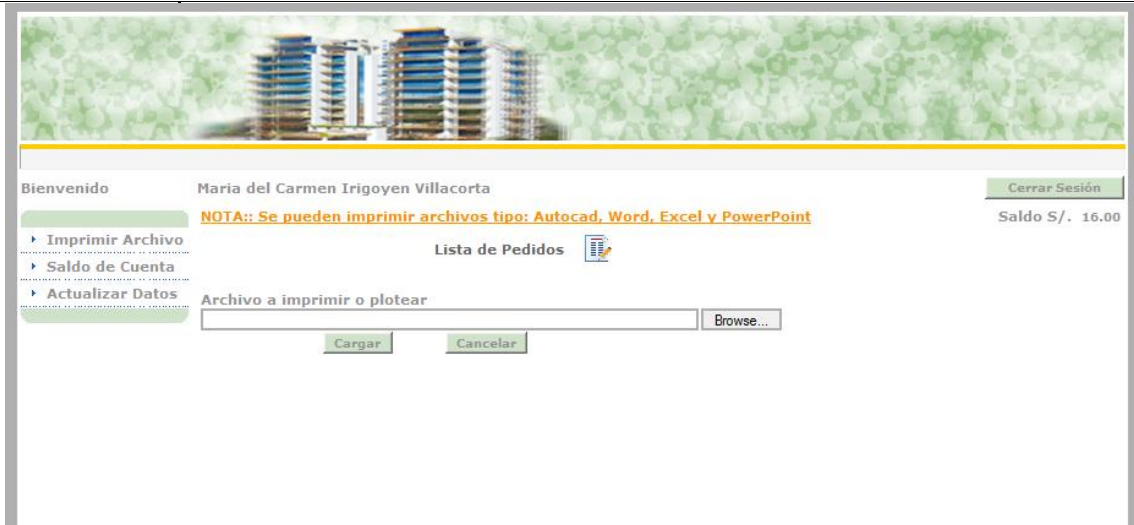 Bienvenido Maria del Carmen Irigoyen Villacorta Cerrar Sesión
NOTA:: Se pueden imprimir archivos tipo: Autocad, Word, Excel y PowerPoint Saldo S/. 16.00
Imprimir Archivo
Lista de Pedidos
Saldo de Cuenta
Actualizar Datos
Archivo a imprimir o plotear
Browse...
Cargar Cancelar